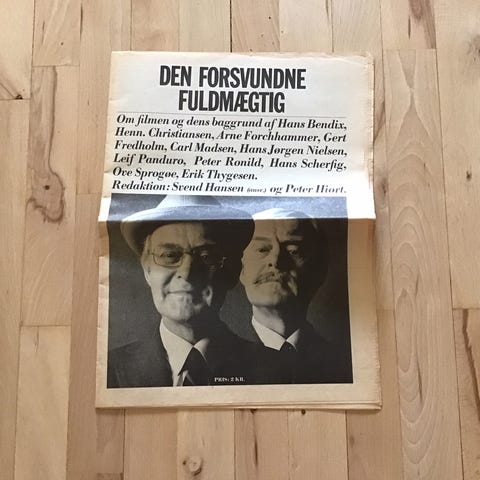 DEN FORSVUNDNE
FULDMÆGTIG
Om filmen og dens baggrund af Hans Bendix,
Henn. Christiansen, Arne Forchhammer, Gert
Fredholm, Carl Madsen, Hans Jørgen Nielsen,
Leif Panduro, Peter Ronild, Hans Scherfig,
Ove Sprogøe, Erik Thygesen.
Redaktion: Svend Hansen (ansv.) og Peter Hiort.
PRIS: 2 KR.